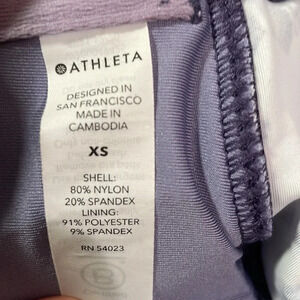 ATHLETA
DESIGNED IN
SAN FRANCISCO
MADE IN
CAMBODIA
XS
SHELL:
80% NYLON
20% SPANDEX
LINING:
91% POLYESTER
9% SPANDEX
RN 54023